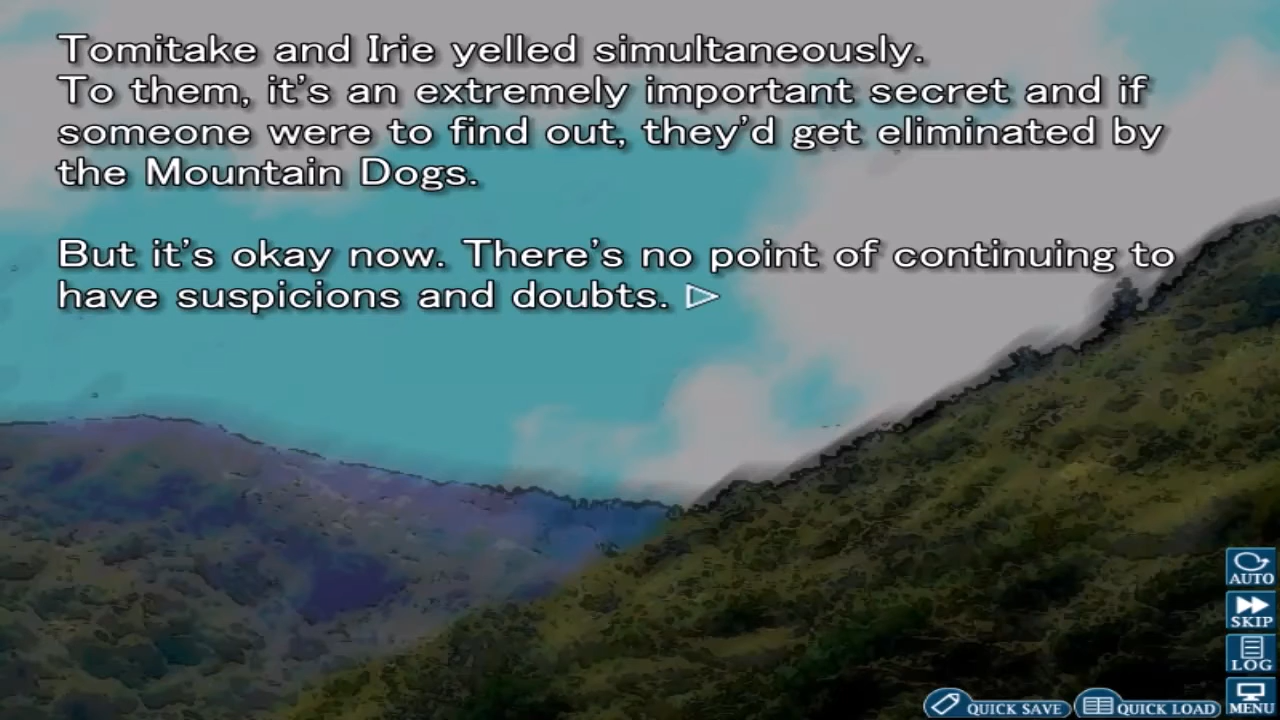 Tomitake and Irie yelled simultaneously.
To them, it's an extremely important secret and if
someone were to find out, they'd get eliminated by
the Mountain Dogs.
But it's okay now. There's no point of continuing to
have suspicions and doubts.
AUTO
SKIP
LOG
QUICK SAVE
QUICK LOAD
MENU